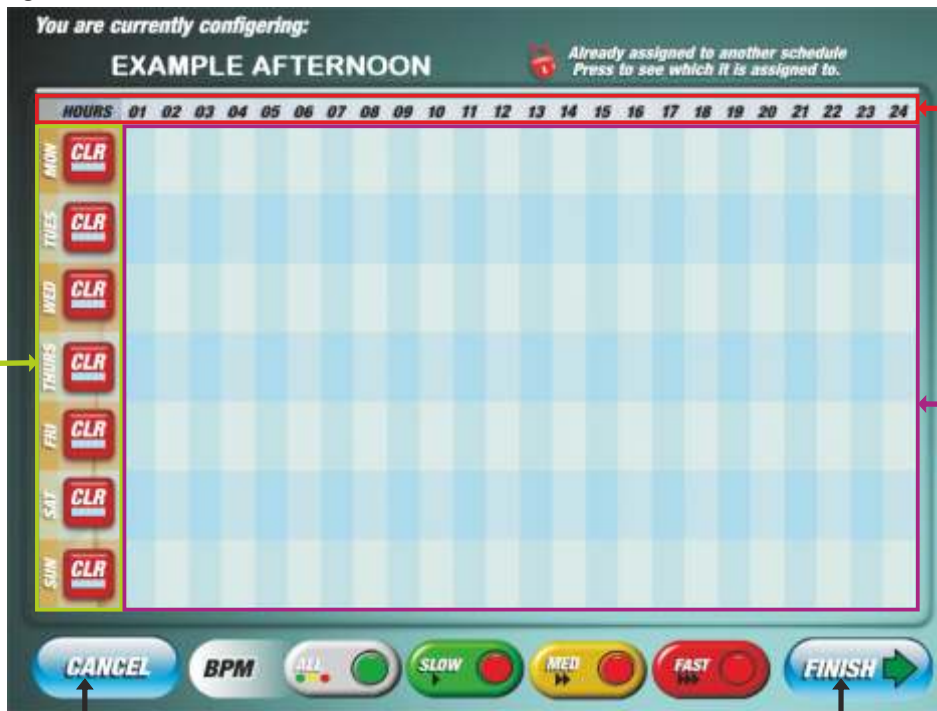 You are currently configering:
EXAMPLE AFTERNOON
Already assigned to another schedule
Press to see which it is assigned to.
HOURS 01 02 03 04 05 06 07 08 09 10 11 12 13 14 15 16 17 18 19 20 21 22 23 24
MON CLR
TUES CLR
WED CLR
THURS CLR
FRI CLR
SAT CLR
SUN CLR
CANCEL BPM ALL SLOW MED FAST FINISH